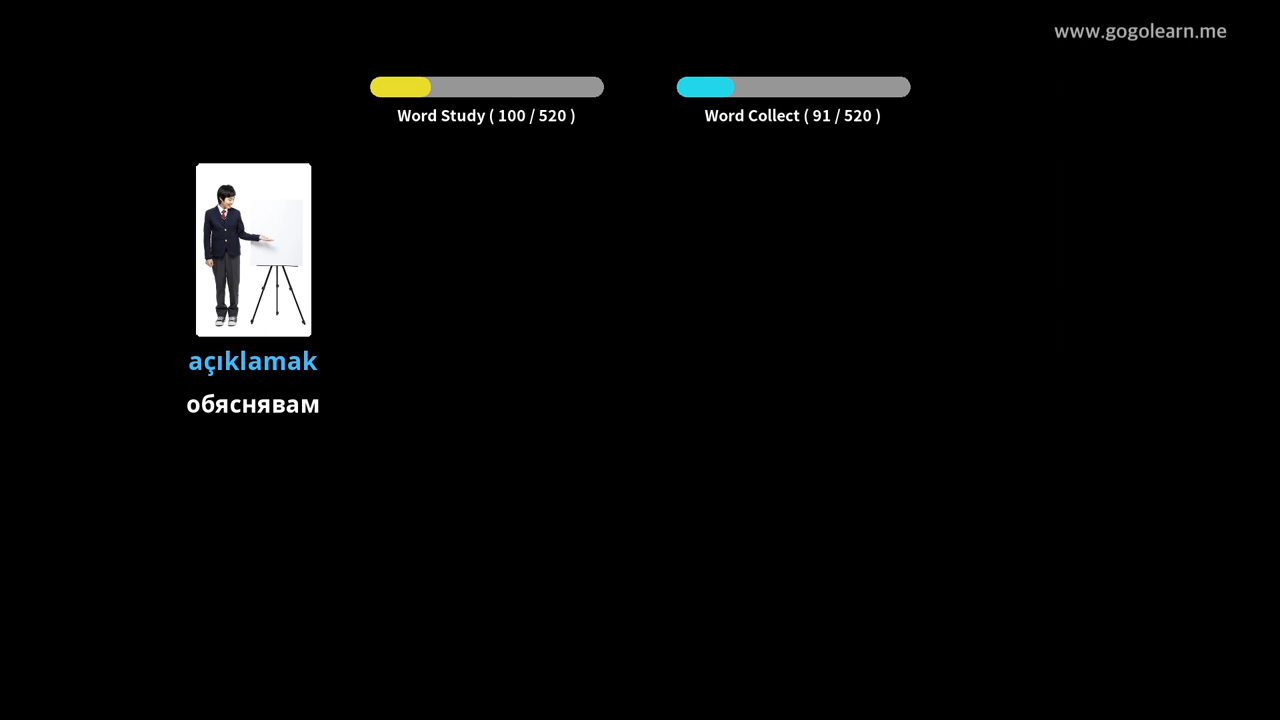 www.gogolearn.me
Word Study ( 100 / 520 )
Word Collect ( 91 / 520 )
açıklamak
обяснявам